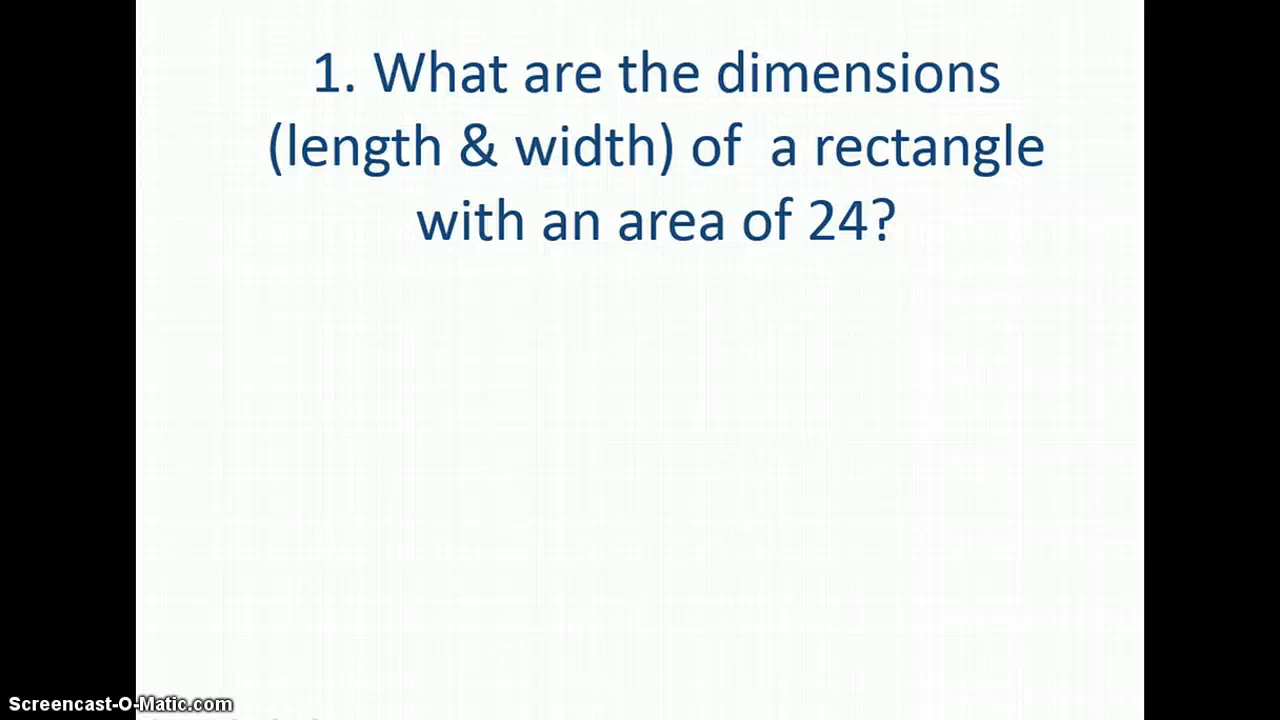 1. What are the dimensions
(length & width) of a rectangle
with an area of 24?
Screencast-O-Matic.com